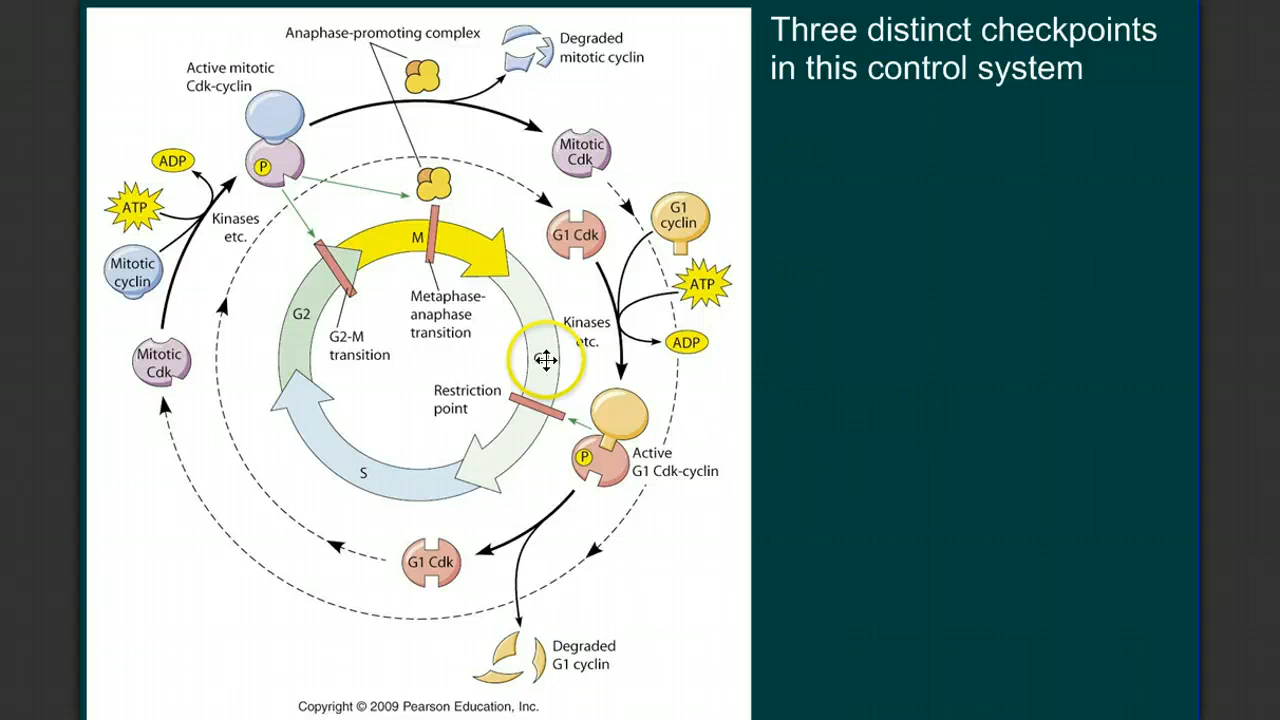 Three distinct checkpoints
in this control system
Anaphase-promoting complex
Degraded
mitotic cyclin
Active mitotic
Cdk-cyclin
P
ADP
ATP
Kinases
etc.
Mitotic
cyclin
Mitotic
Cdk
Mitotic
Cdk
G1
cyclin
G1 Cdk
ATP
ADP
Kinases
etc.
M
Metaphase-
anaphase
transition
G2
G2-M
transition
Restriction
point
P
Active
G1 Cdk-cyclin
S
G1 Cdk
Degraded
G1 cyclin
Copyright © 2009 Pearson Education, Inc.